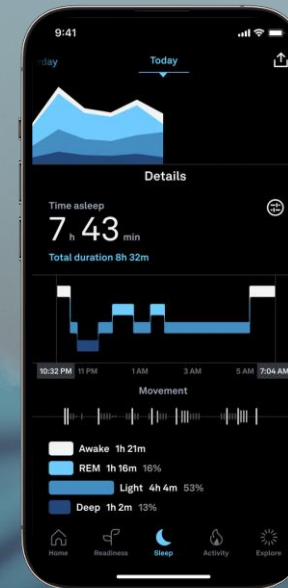 9:41
rday
Today
Details
Time asleep
7 h 43 min
Total duration 8h 32m
10:32 PM 11 PM 1 AM 3 AM 5 AM 7:04 AM
Movement
Awake 1h 21m
REM 1h 16m 16%
Light 4h 4m 53%
Deep 1h 2m 13%
Home Readiness Sleep Activity Explore